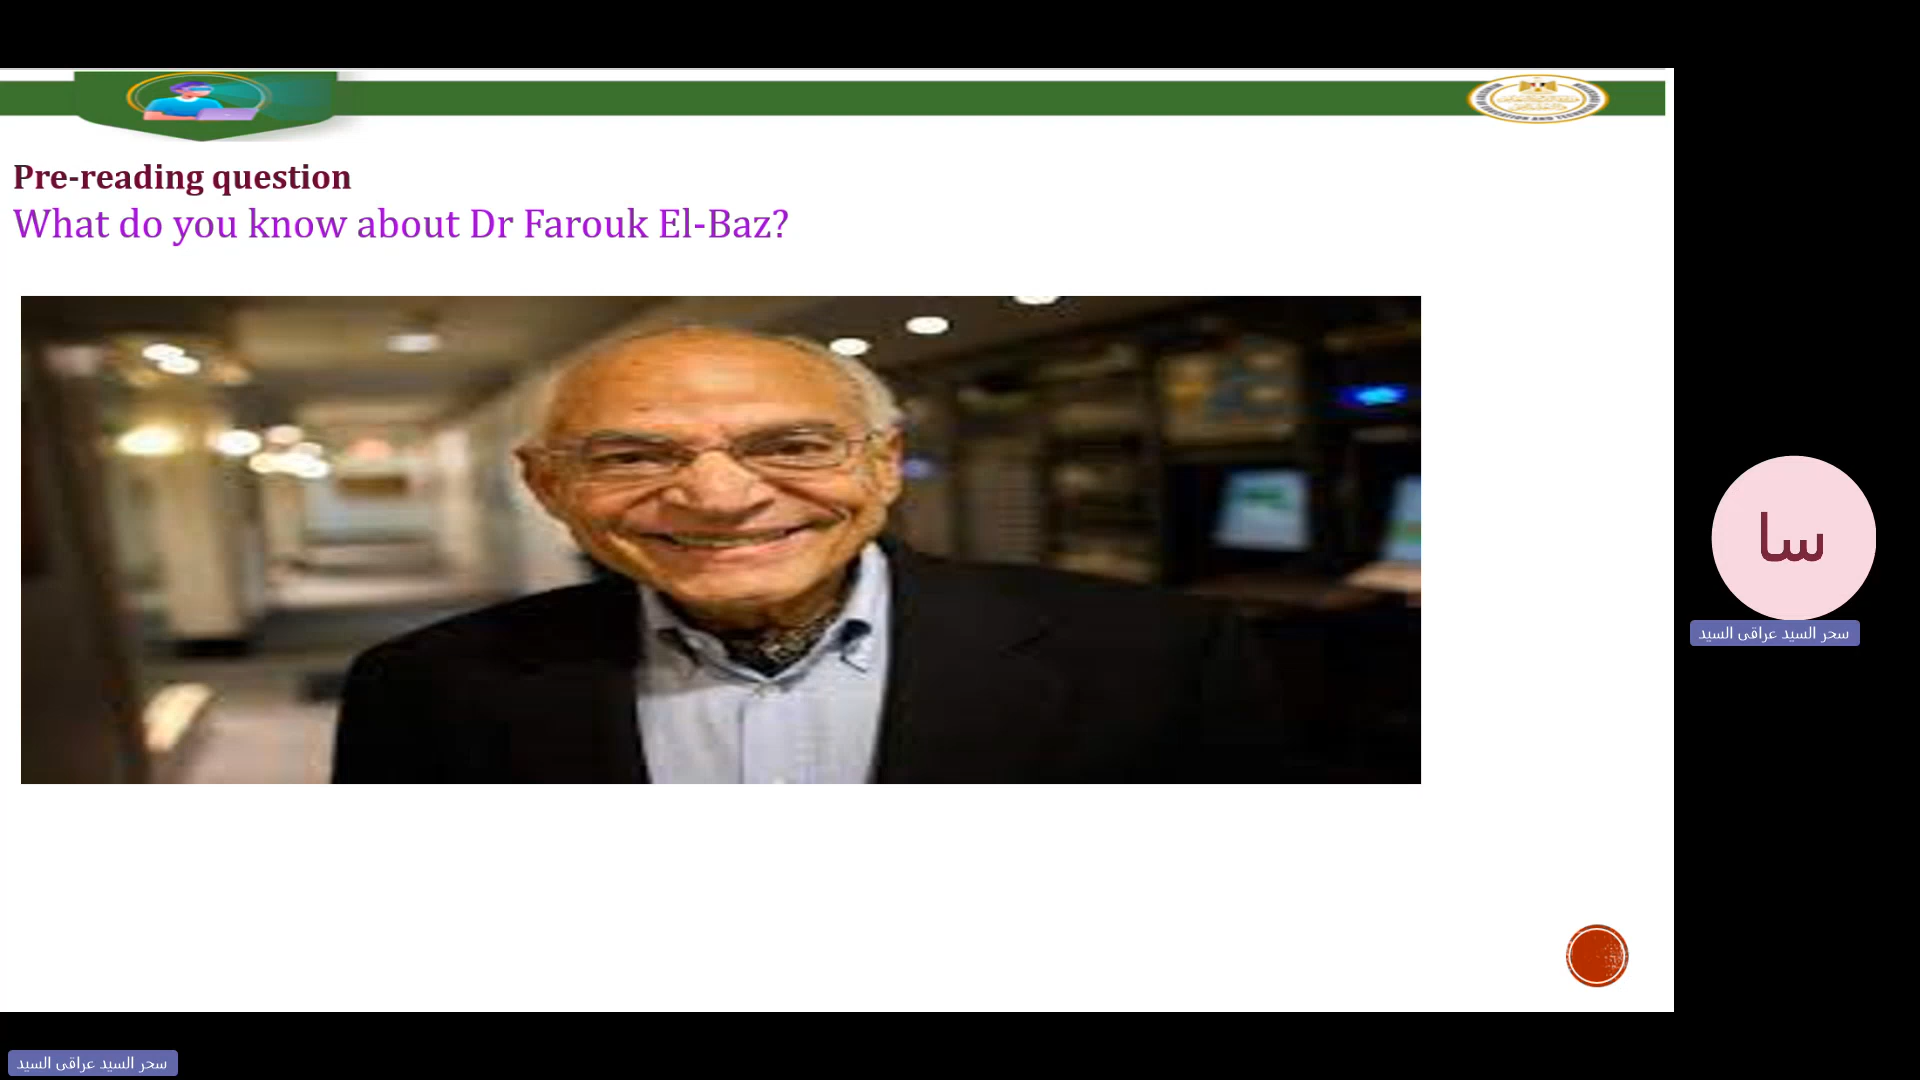 Pre-reading question
What do you know about Dr Farouk El-Baz?
سا
سحر السيد عراقى السيد
سحر السيد عراقى السيد